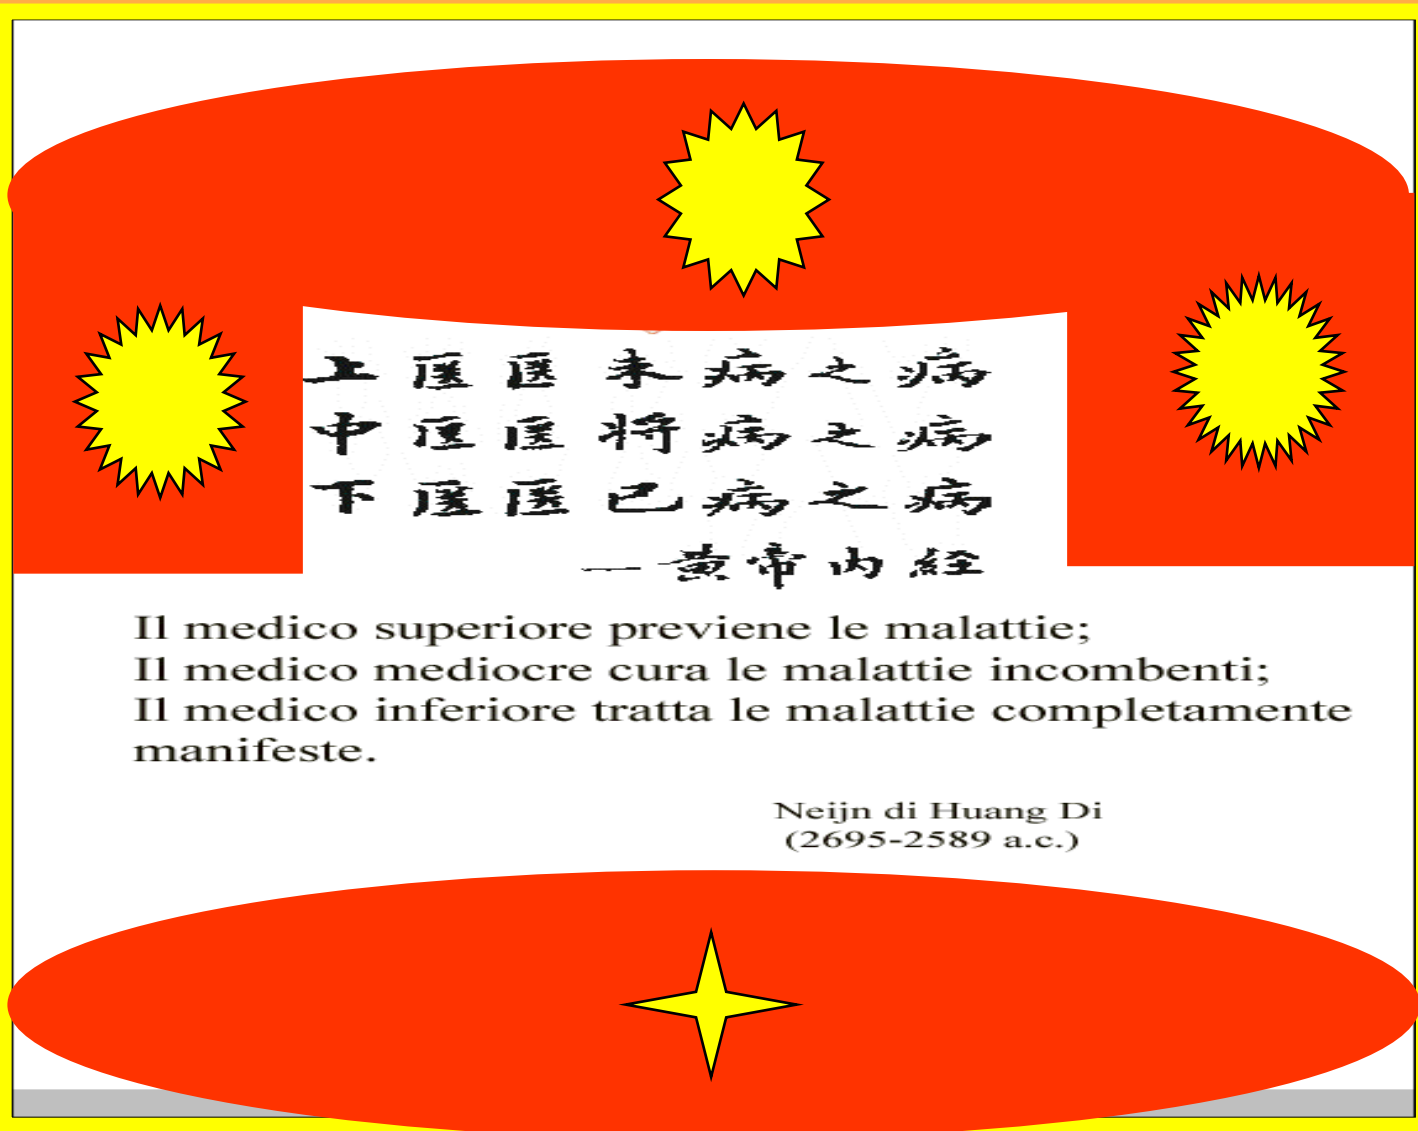 上医医未病之病
中医医将病之病
下医医已病之病
一黄帝内経
Il medico superiore previene le malattie;
Il medico mediocre cura le malattie incombenti;
Il medico inferiore tratta le malattie completamente
manifeste.
Neijn di Huang Di
(2695-2589 a.c.)